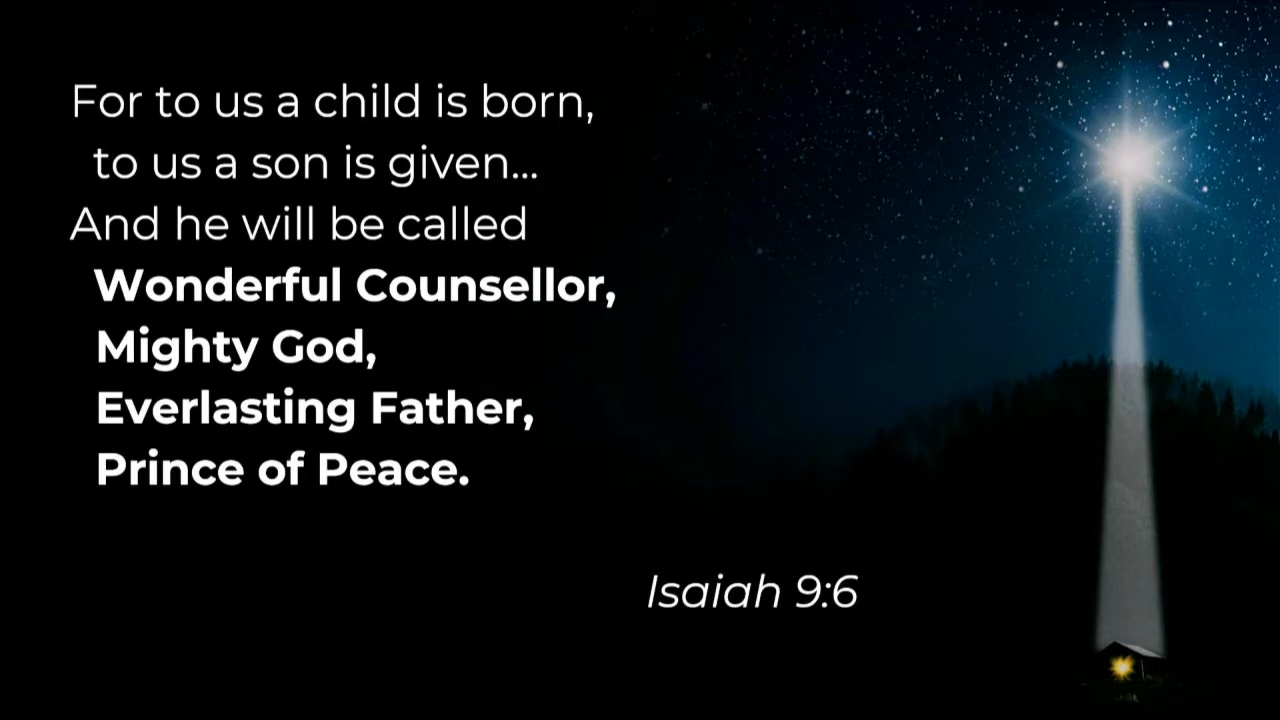 For to us a child is born,
to us a son is given...
And he will be called
Wonderful Counsellor,
Mighty God,
Everlasting Father,
Prince of Peace.
Isaiah 9:6